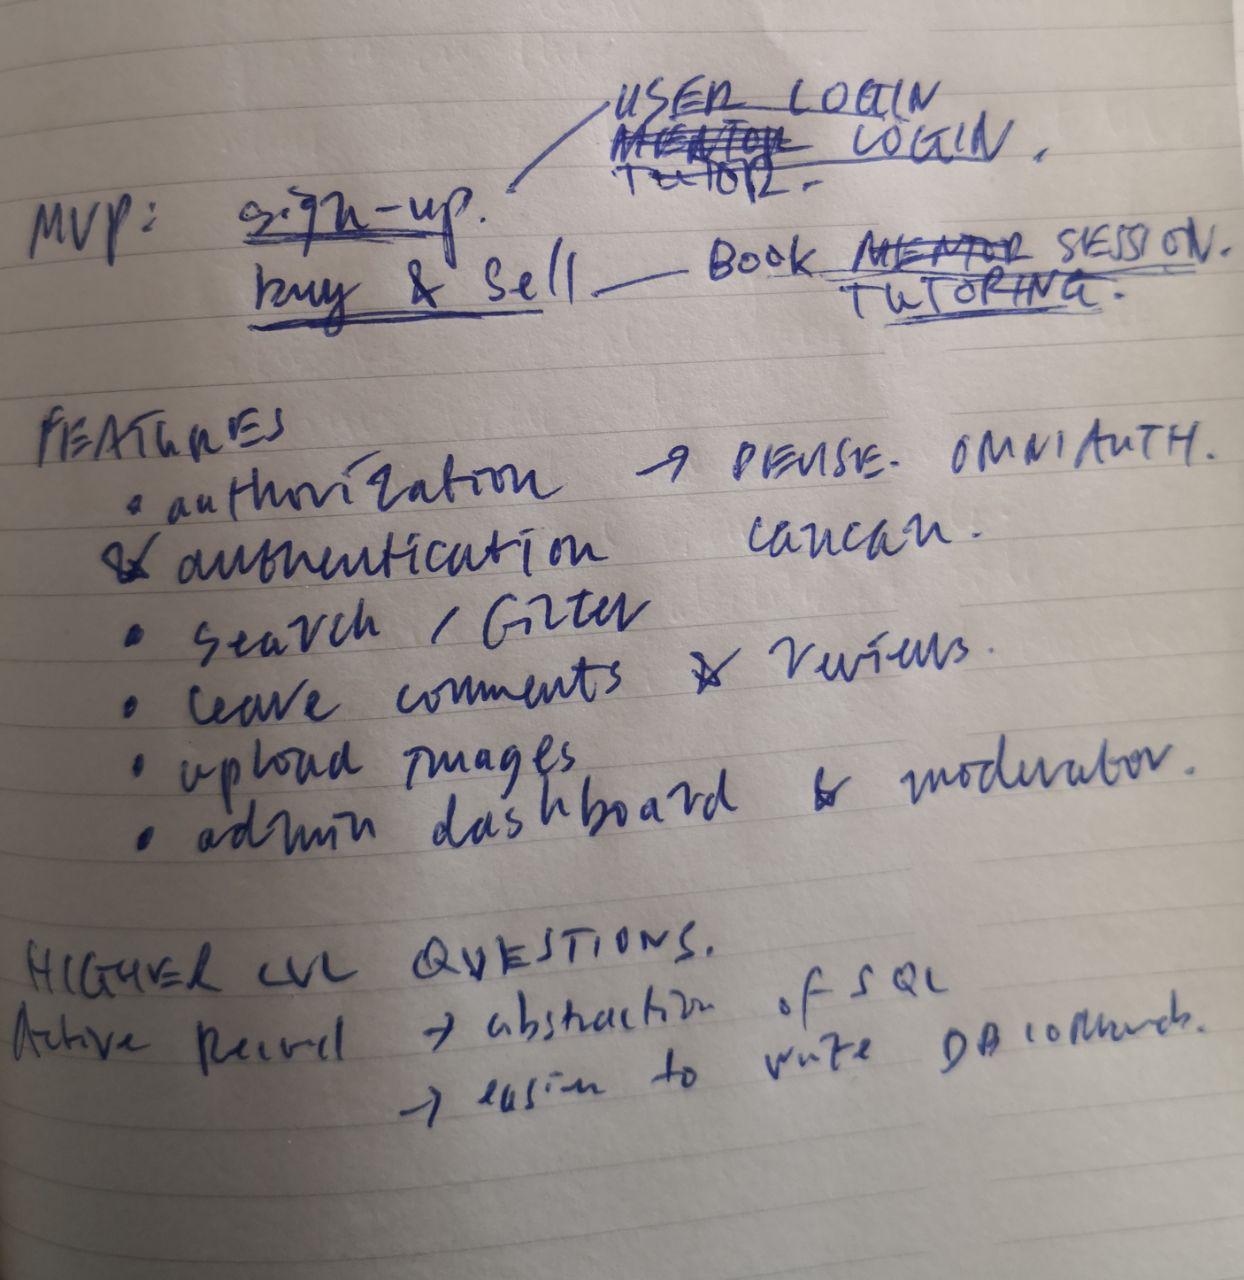 USER LOGIN
MENTOR LOGIN.
TUTOR.
MVP: sign-up.
buy & sell — BOOK MENTOR SESSION.
TUTORING.
FEATURES
• authorization → DEVISE. OMNIAUTH.
& authentication cancan.
• search / filter
• leave comments & reviews.
• upload images
• admin dashboard & moderator.
HIGHER LVL QUESTIONS.
Active Record → abstraction of SQL
→ easier to write DB commands.